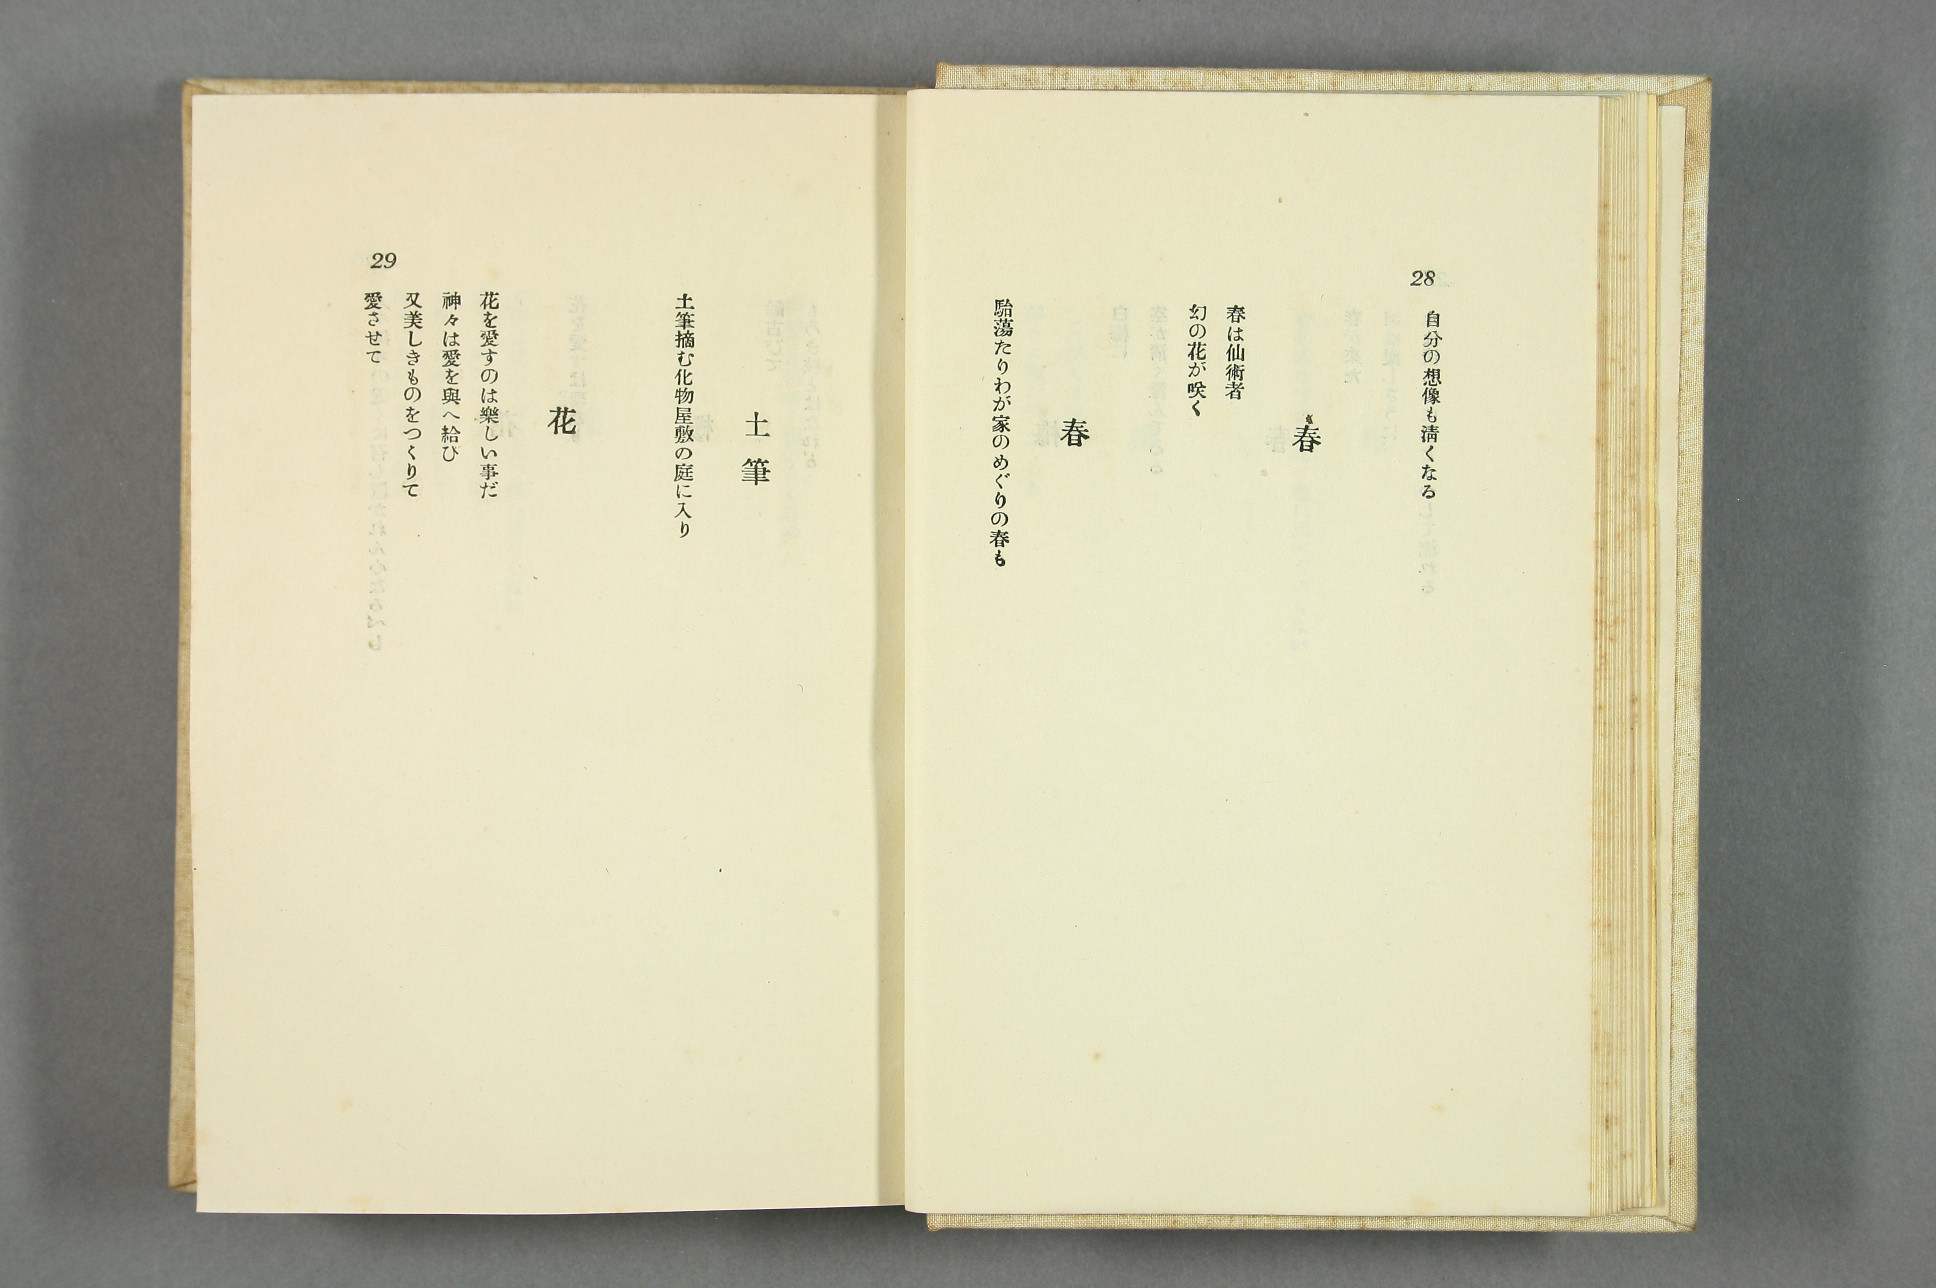 28
自分の想像も清くなる
春
春は仙術者
幻の花が咲く
春
駘蕩たりわが家のめぐりの春も
土筆
土筆摘む化物屋敷の庭に入り
花
花を愛すのは樂しい事だ
神々は愛を與へ給ひ
又美しきものをつくりて
愛させて
29